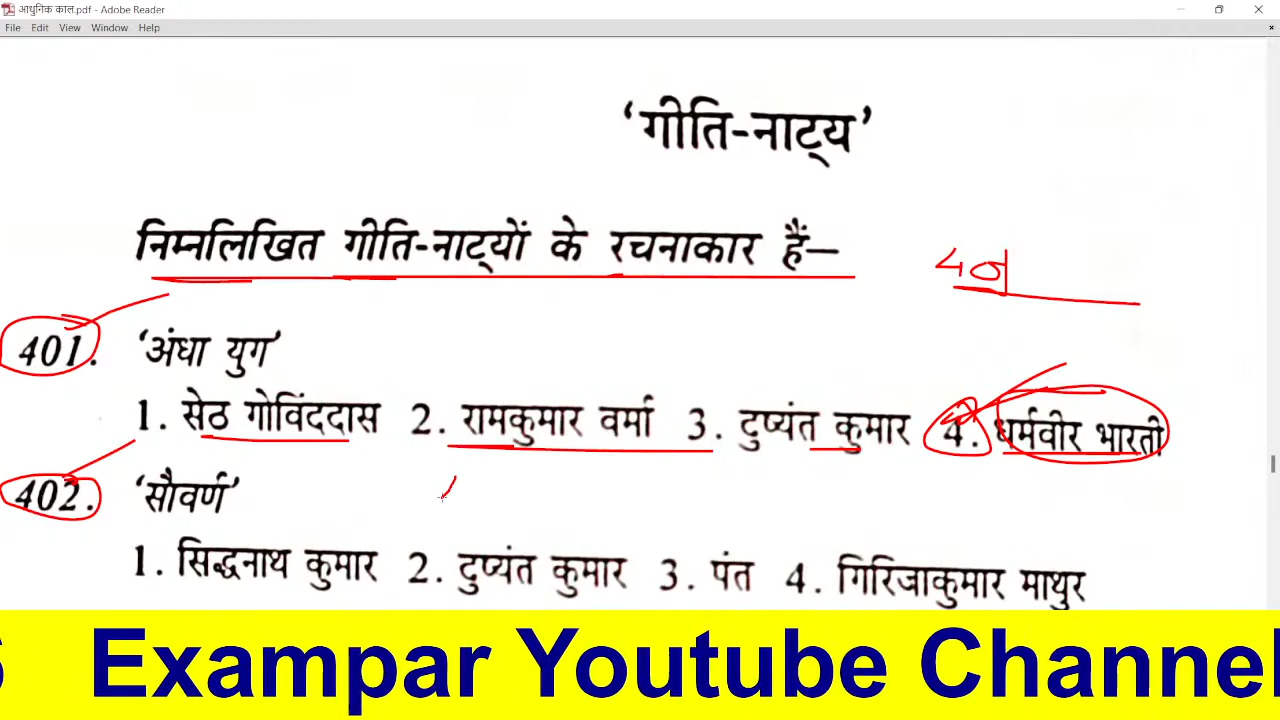 आधुनिक काल.pdf - Adobe Reader
File Edit View Window Help
‘गीति-नाट्य’
निम्नलिखित गीति-नाट्यों के रचनाकार हैं–
401
401. ‘अंधा युग’
1. सेठ गोविंददास 2. रामकुमार वर्मा 3. दुष्यंत कुमार 4. धर्मवीर भारती
402. ‘सौवर्ण’
1. सिद्धनाथ कुमार 2. दुष्यंत कुमार 3. पंत 4. गिरिजाकुमार माथुर
6 Exampar Youtube Channel